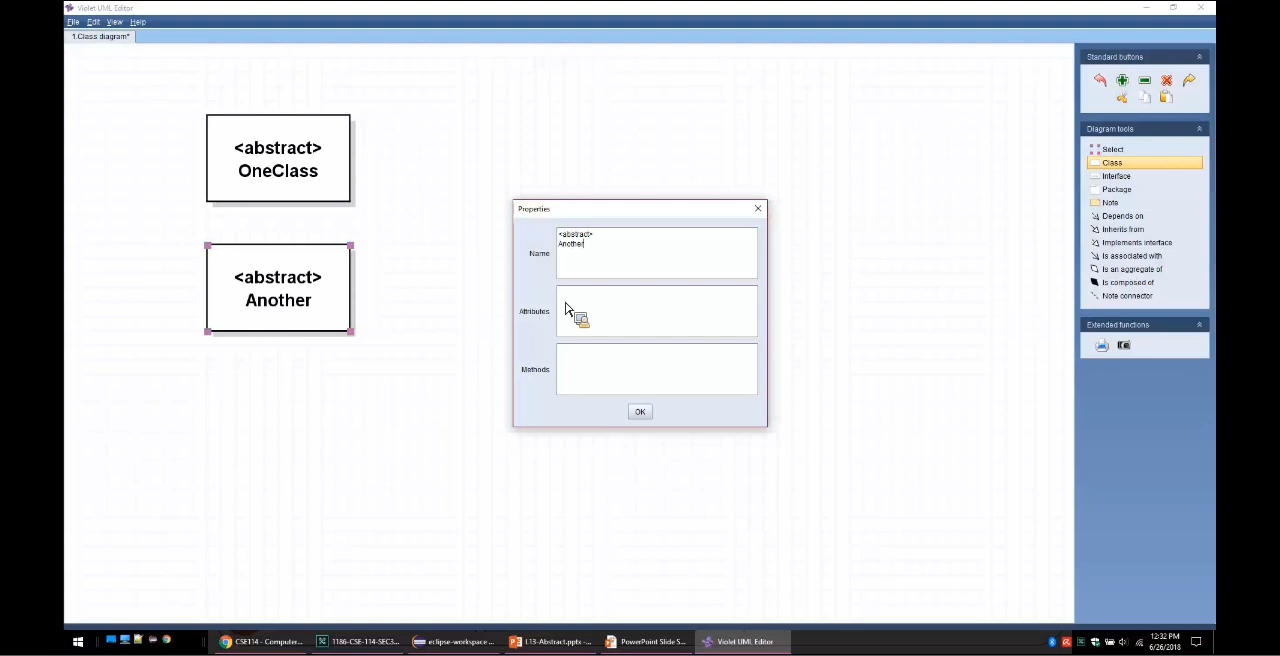 Violet UML Editor
File Edit View Help
1.Class diagram*
<abstract>
OneClass
<abstract>
Another
Properties
Name
<abstract>
Another
Attributes
Methods
OK
Standard buttons
Diagram tools
Select
Class
Interface
Package
Note
Depends on
Inherits from
Implements interface
Is associated with
Is an aggregate of
Is composed of
Note connector
Extended functions
CSE114 - Computer...
1186-CSE-114-SEC3...
eclipse-workspace ...
L13-Abstract.pptx -...
PowerPoint Slide S...
Violet UML Editor
12:32 PM
6/26/2018